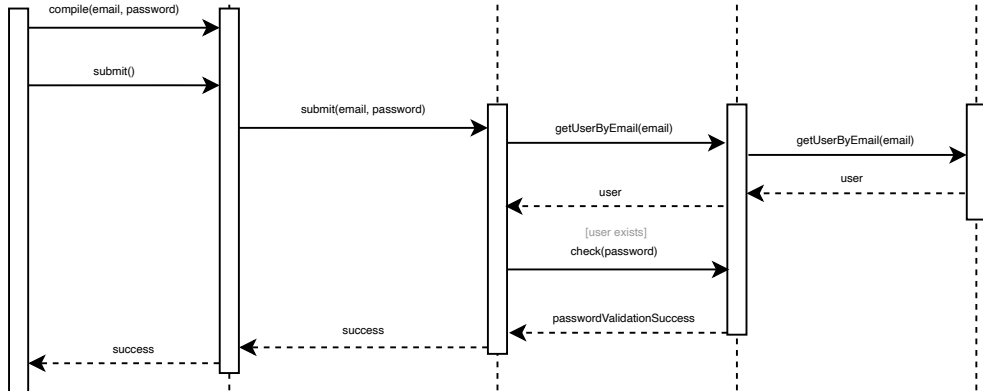 compile(email, password)
submit()
submit(email, password)
getUserByEmail(email)
getUserByEmail(email)
user
user
[user exists]
check(password)
passwordValidationSuccess
success
success